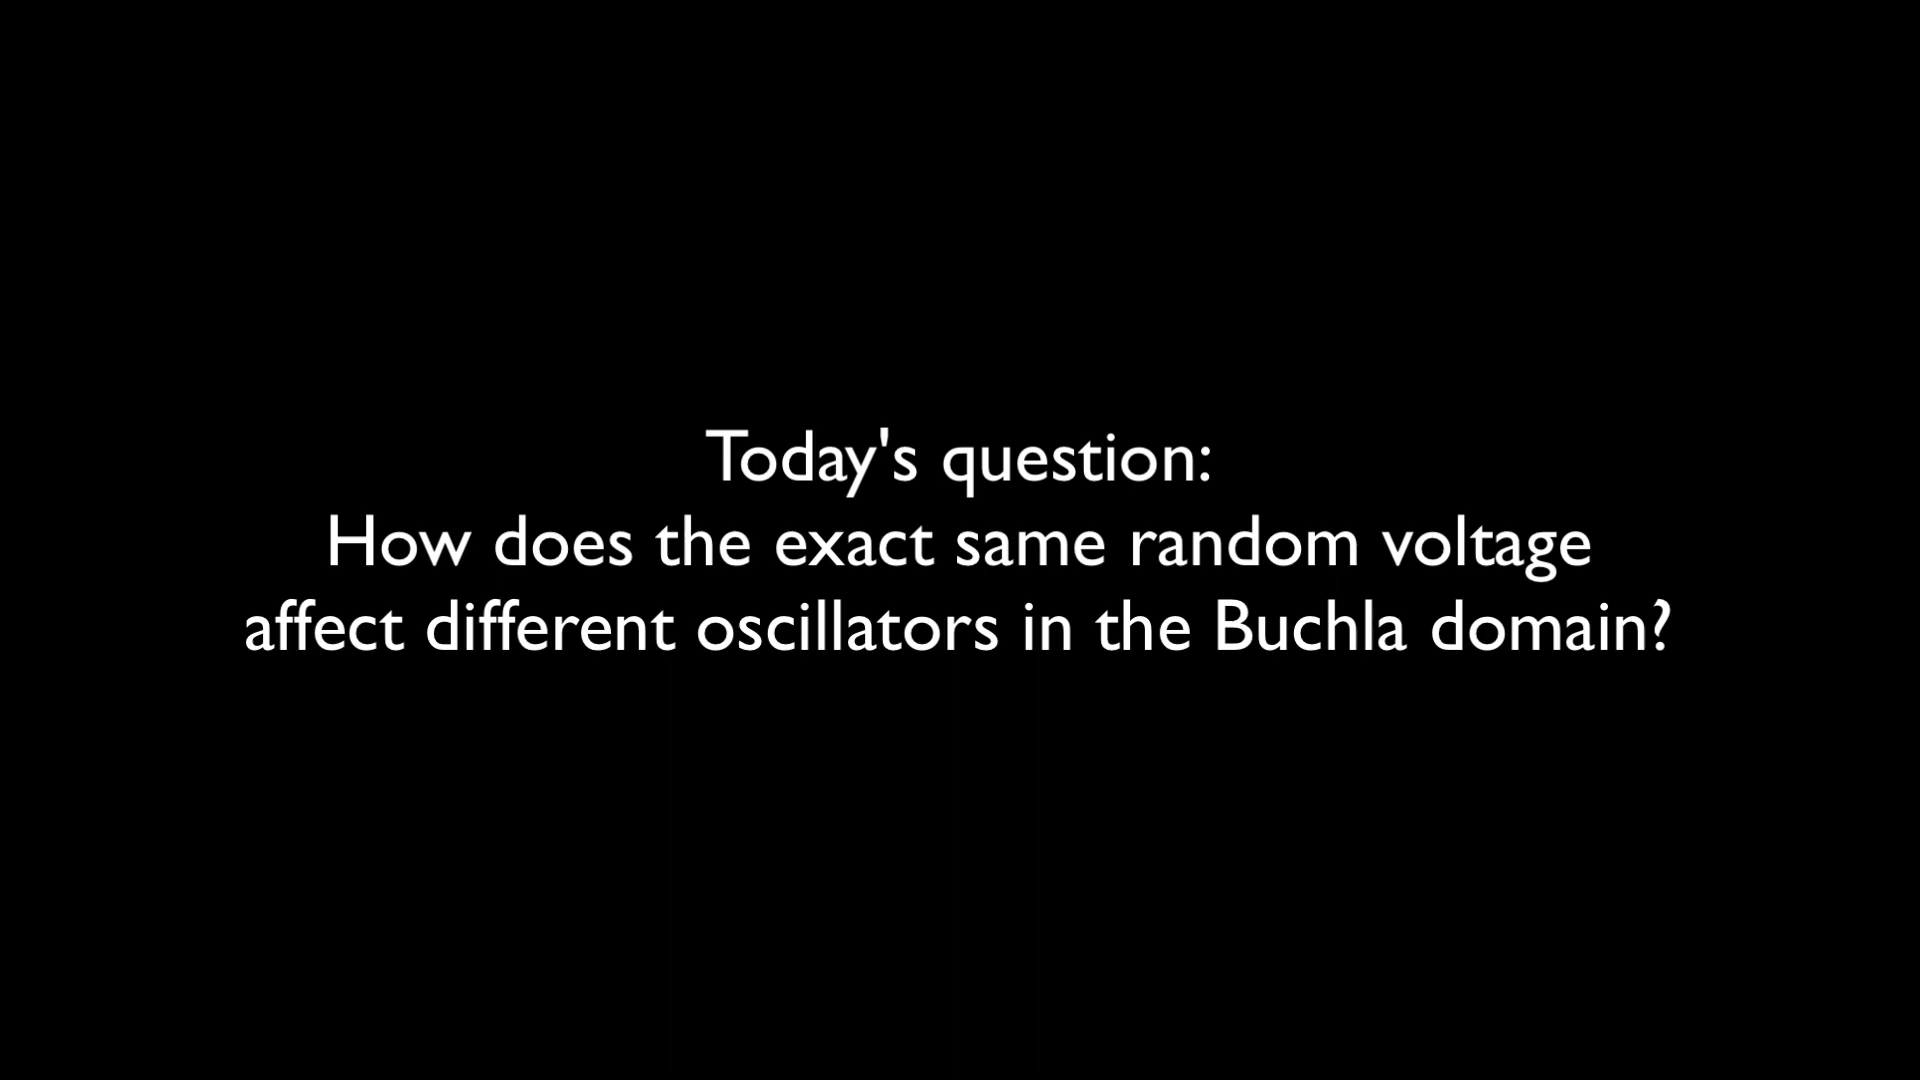 Today's question:
How does the exact same random voltage
affect different oscillators in the Buchla domain?